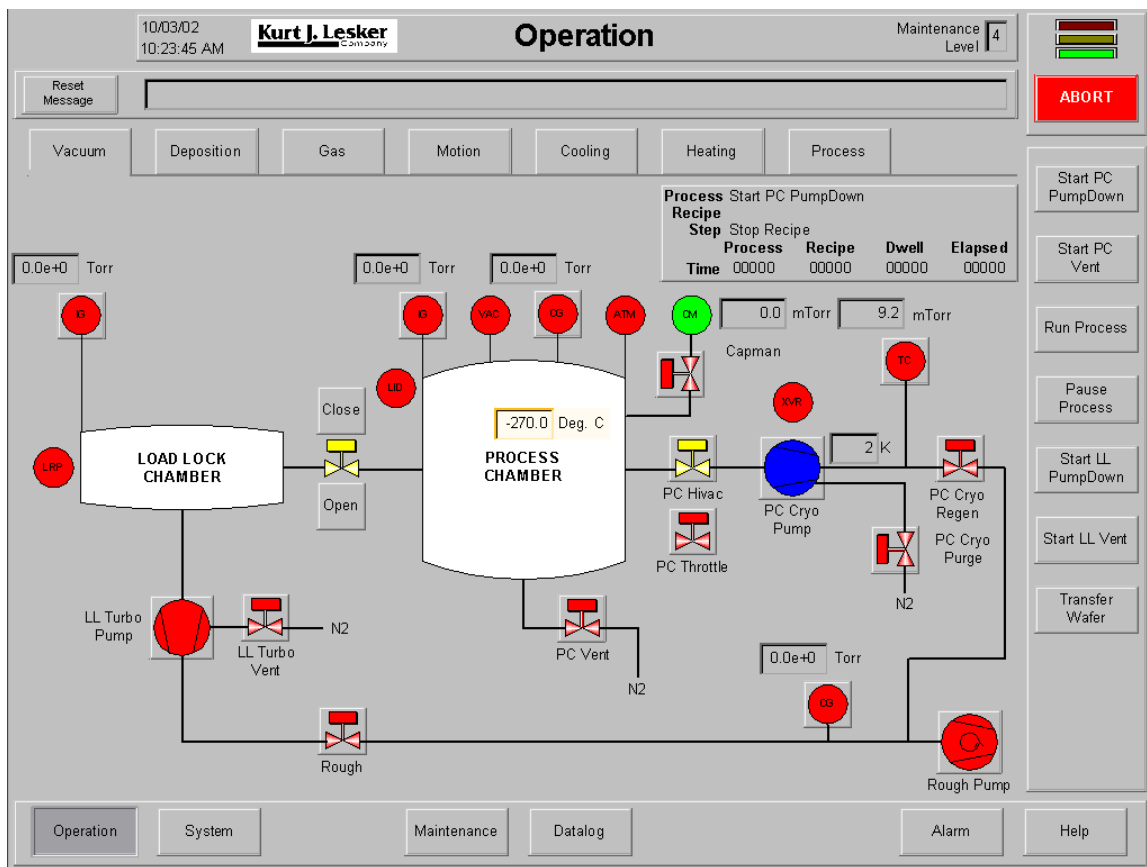 10/03/02
10:23:45 AM
Kurt J. Lesker
Company
Operation
Maintenance
Level 4
Reset
Message
ABORT
Vacuum Deposition Gas Motion Cooling Heating Process
Process Start PC PumpDown
Recipe
Step Stop Recipe
Process Recipe Dwell Elapsed
Time 00000 00000 00000 00000
Start PC
PumpDown
Start PC
Vent
Run Process
Pause
Process
Start LL
PumpDown
Start LL Vent
Transfer
Wafer
0.0e+0 Torr
0.0e+0 Torr
0.0e+0 Torr
IG
IG
VAC
CG
ATM
CM
0.0 mTorr
9.2 mTorr
Capman
TC
LID
XVR
Close
-270.0 Deg. C
2 K
LRP
LOAD LOCK
CHAMBER
PROCESS
CHAMBER
Open
PC Hivac
PC Cryo
Pump
PC Cryo
Regen
PC Throttle
PC Cryo
Purge
N2
LL Turbo
Pump
N2
LL Turbo
Vent
PC Vent
N2
0.0e+0 Torr
CG
Rough
Rough Pump
Operation System Maintenance Datalog Alarm Help